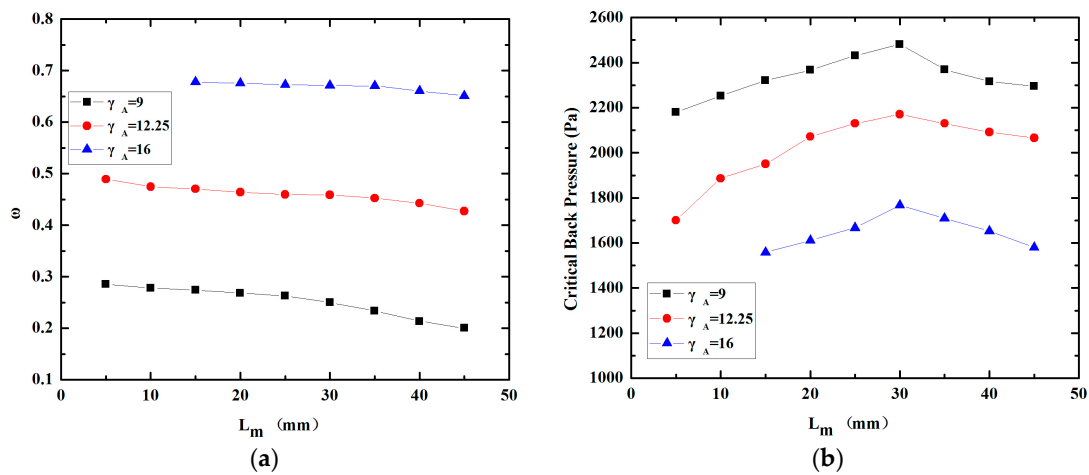 0.8
0.7
0.6
0.5
0.4
0.3
0.2
0.1
ω
γ A=9
γ A=12.25
γ A=16
0 10 20 30 40 50
Lm (mm)
(a)
2600
2400
2200
2000
1800
1600
1400
1200
1000
Critical Back Pressure (Pa)
γ A=9
γ A=12.25
γ A=16
0 10 20 30 40 50
Lm (mm)
(b)